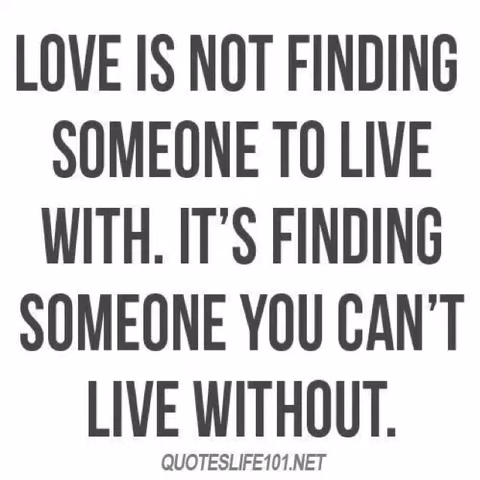 LOVE IS NOT FINDING
SOMEONE TO LIVE
WITH. IT'S FINDING
SOMEONE YOU CAN'T
LIVE WITHOUT.
QUOTESLIFE101.NET